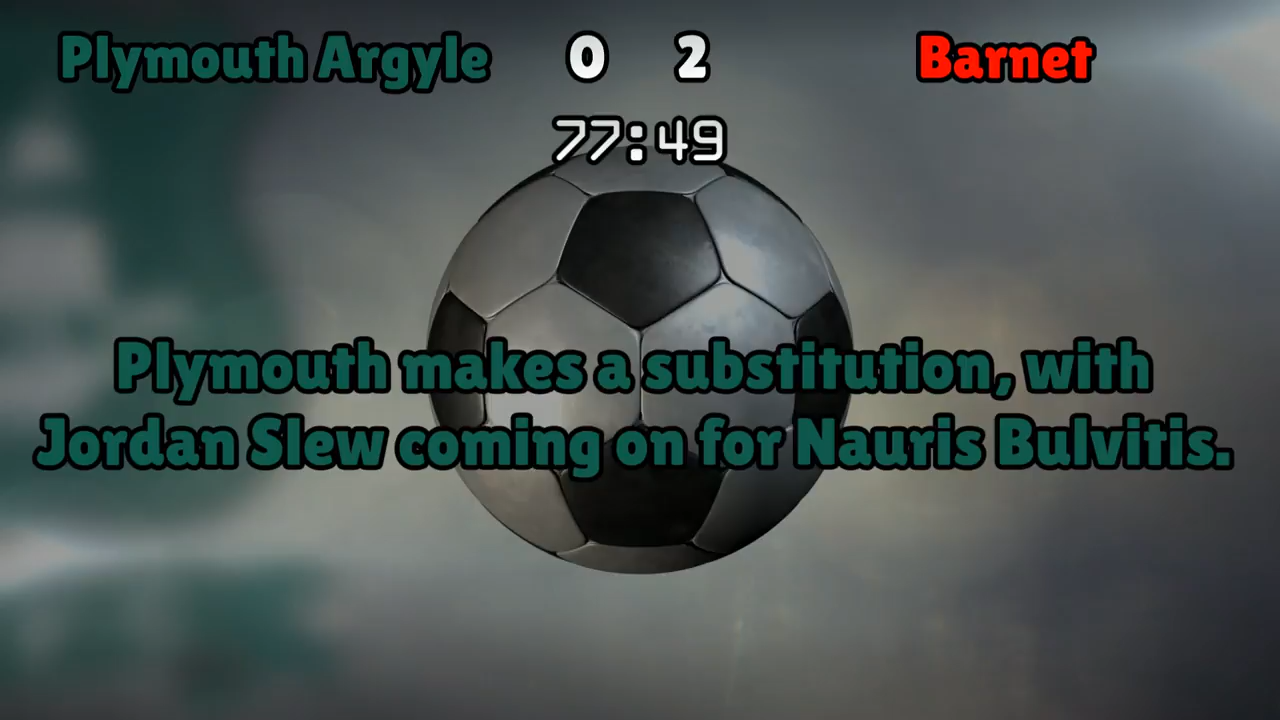 Plymouth Argyle 0 2 Barnet
77:49
Plymouth makes a substitution, with
Jordan Slew coming on for Nauris Bulvitis.